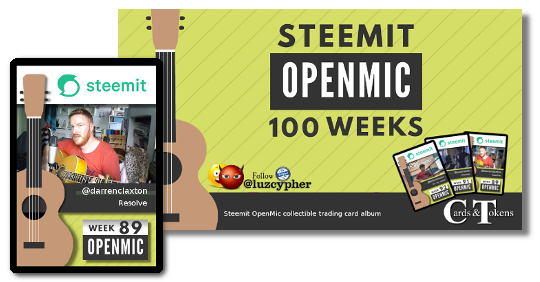 STEEMIT
OPENMIC
100 WEEKS
Follow
@luzcypher
Steemit OpenMic collectible trading card album
Cards & Tokens
steemit
@darrenclaxton
Resolve
WEEK 89
OPENMIC